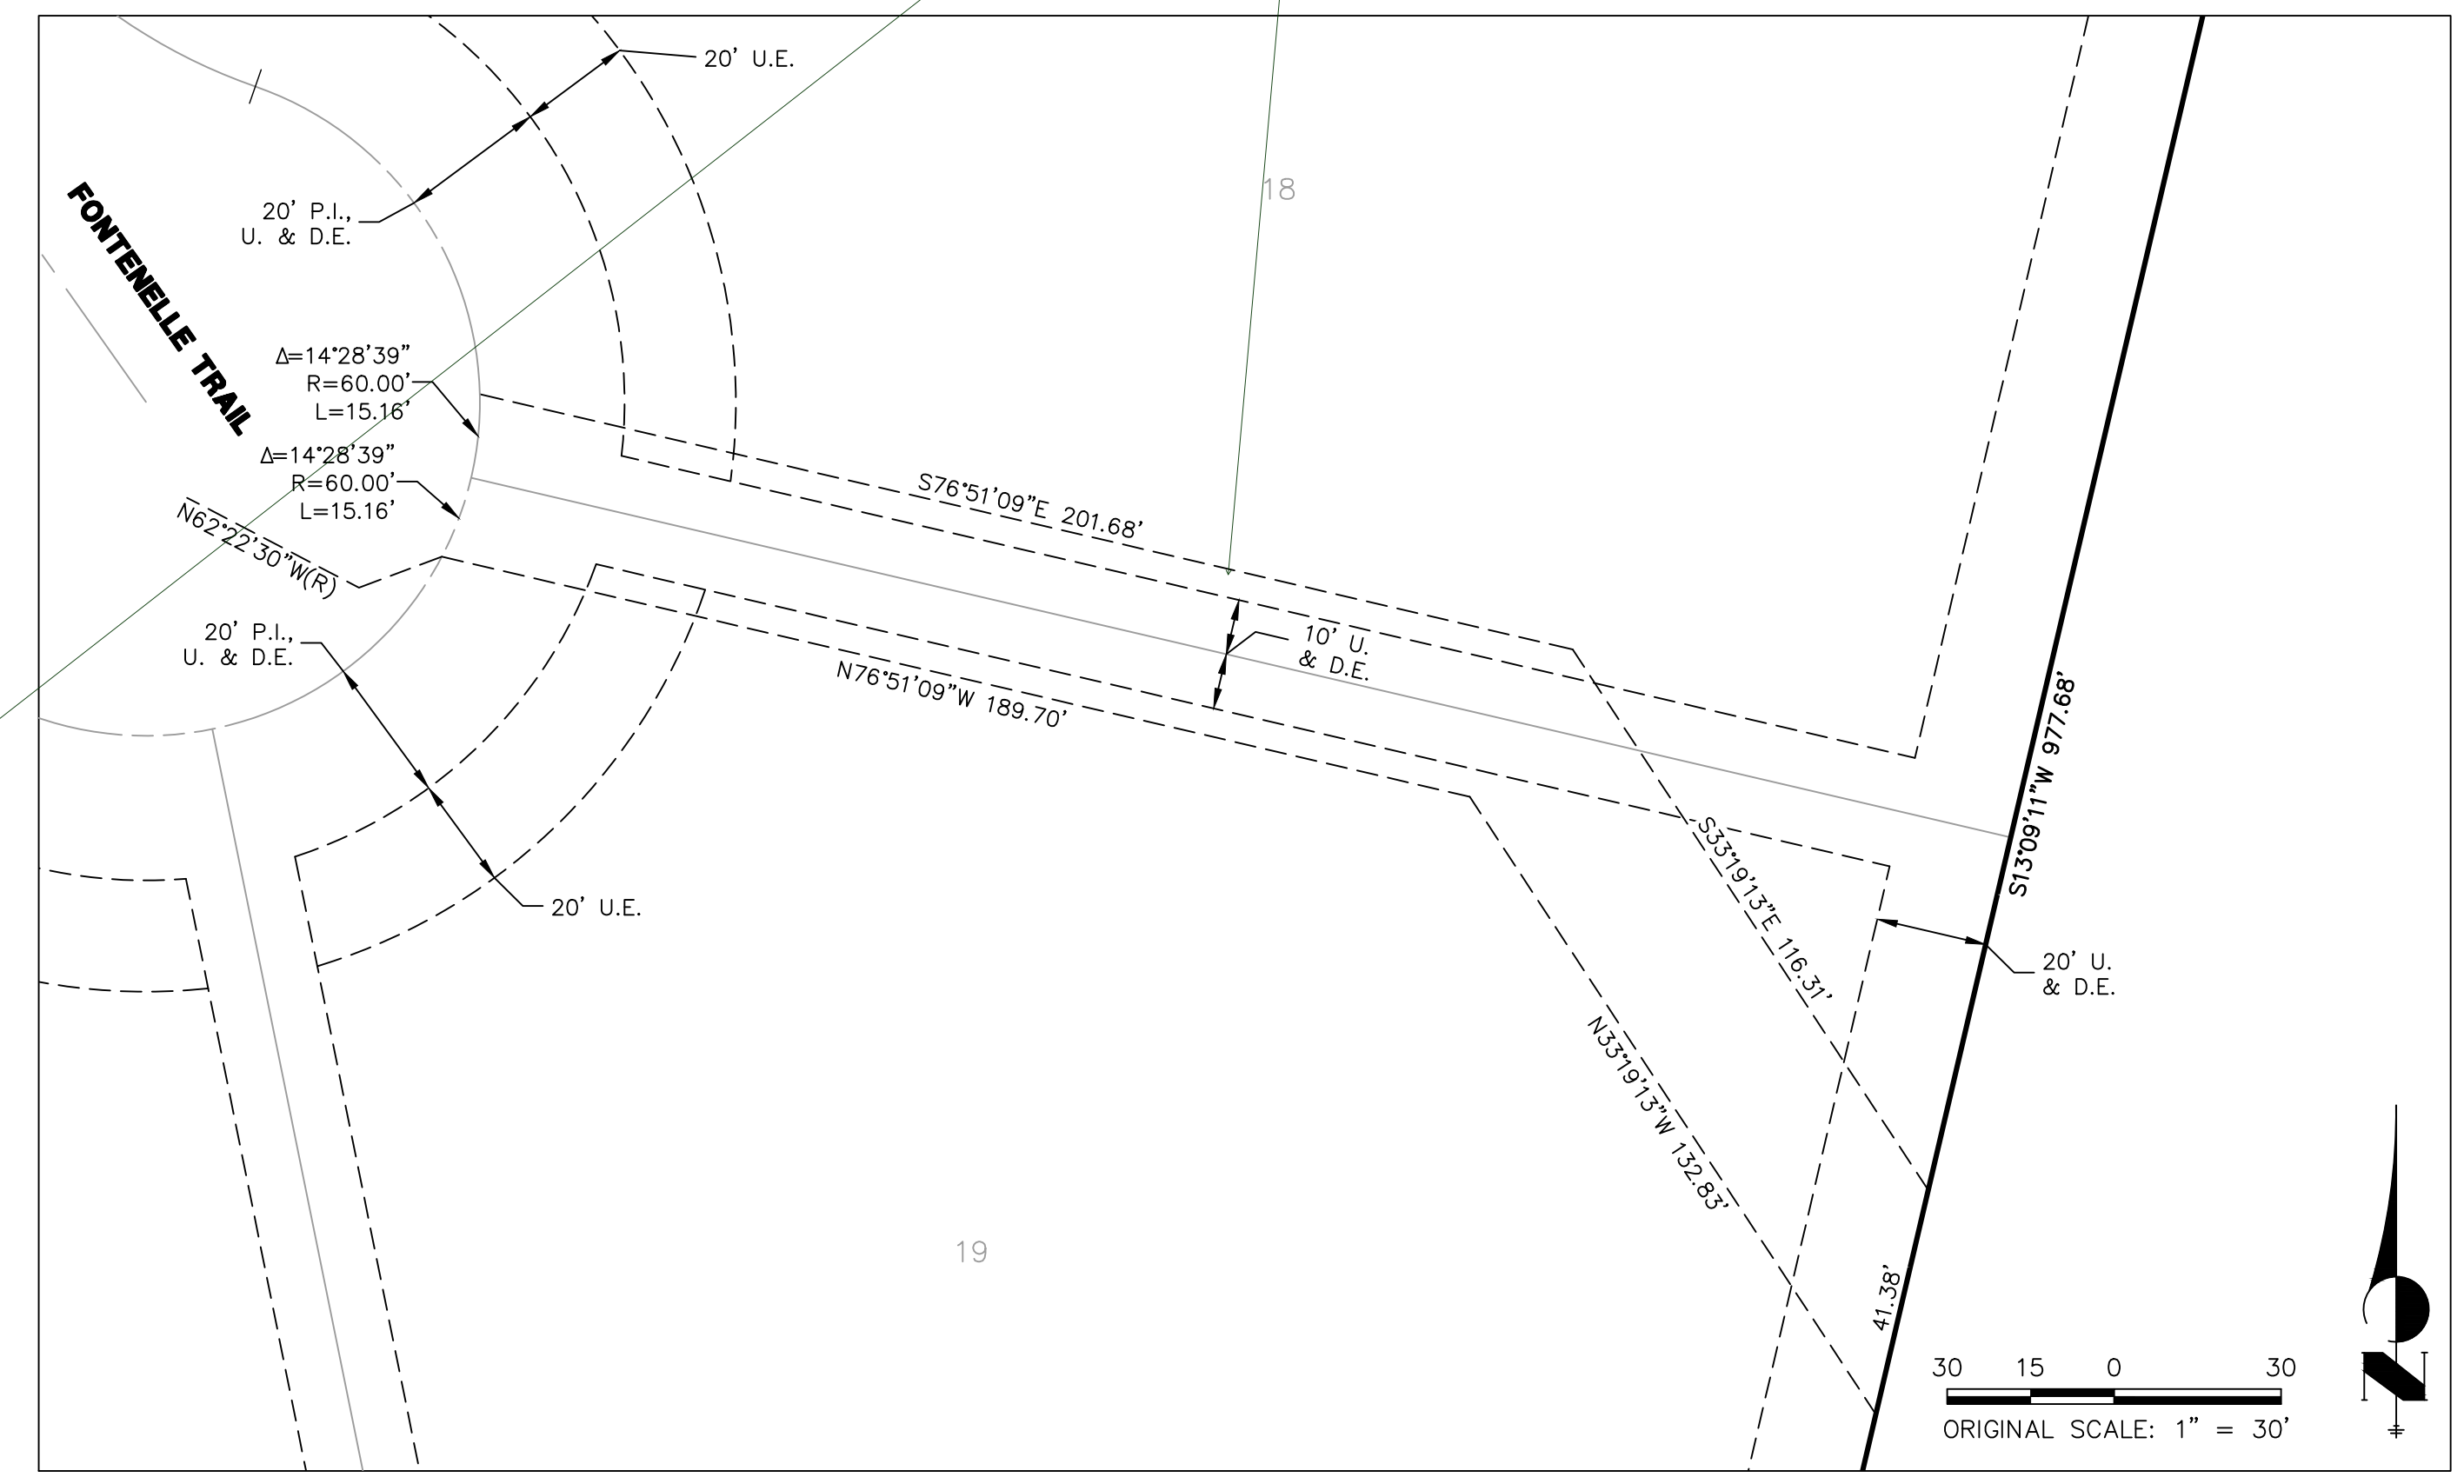 20' U.E.
18
20' P.I.,
U. & D.E.
FONTENELLE TRAIL
Δ=14°28'39"
R=60.00'
L=15.16'
Δ=14°28'39"
R=60.00'
L=15.16'
S76°51'09"E 201.68'
N62°22'30"W(R)
20' P.I.,
U. & D.E.
10' U.
& D.E.
N76°51'09"W 189.70'
S13°09'11"W 977.68'
S33°19'13"E 116.31'
20' U.E.
20' U.
& D.E.
N33°19'13"W 132.83'
19
41.38'
30 15 0 30
ORIGINAL SCALE: 1" = 30'
N